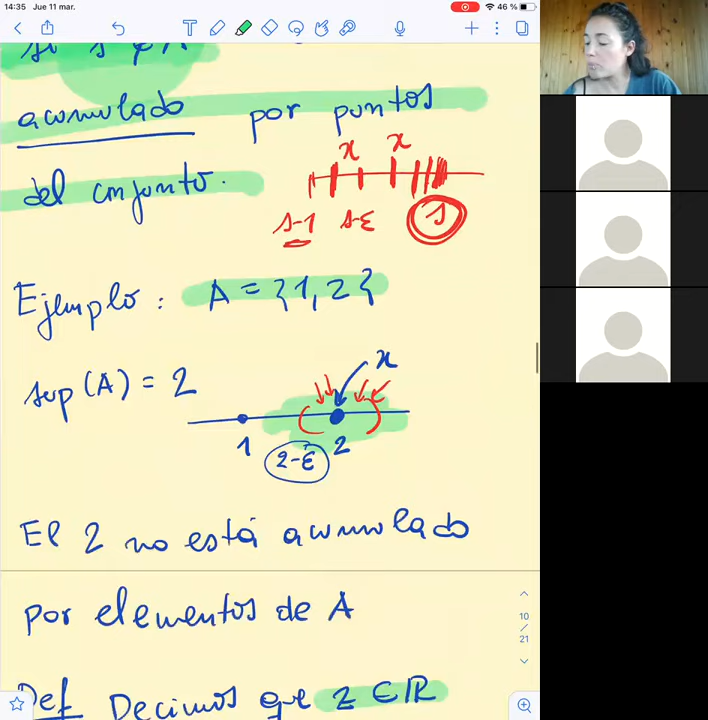 14:35 Jue 11 mar.
46 %
acumulado por puntos
del conjunto.
x x
s-1 s-ε s
Ejemplo: A = {1,2}
sup(A) = 2
x
1 2-ε 2
El 2 no está acumulado
por elementos de A
10
/
21
Def Decimos que z ∈ ℝ